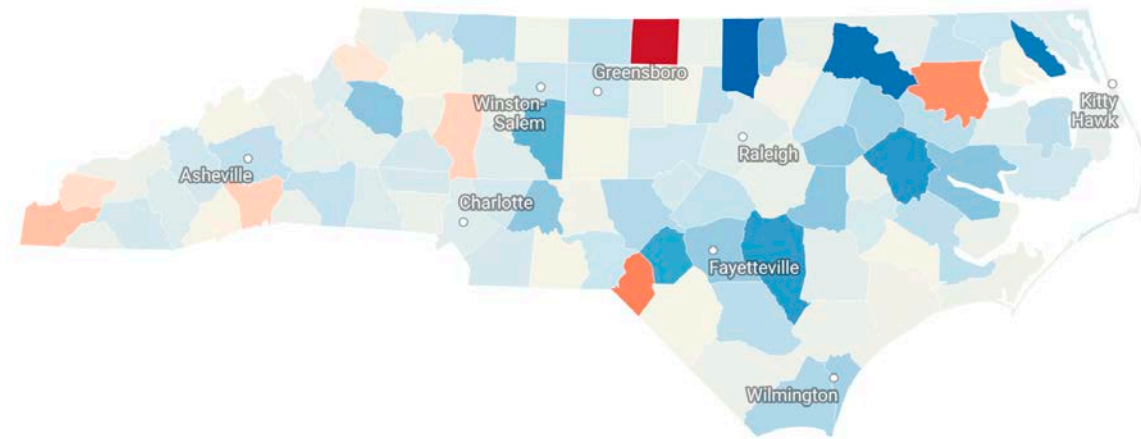 Greensboro
Winston-
Salem
Kitty
Hawk
Raleigh
Asheville
Charlotte
Fayetteville
Wilmington